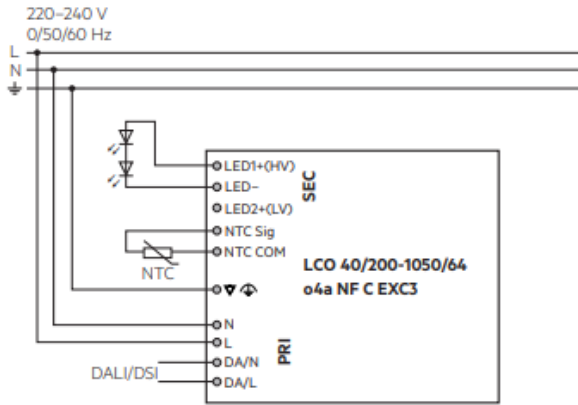 220–240 V
0/50/60 Hz
L
N
LED1+(HV)
LED–
LED2+(LV)
NTC Sig
NTC COM
SEC
NTC
LCO 40/200-1050/64
o4a NF C EXC3
N
L
PRI
DALI/DSI
DA/N
DA/L